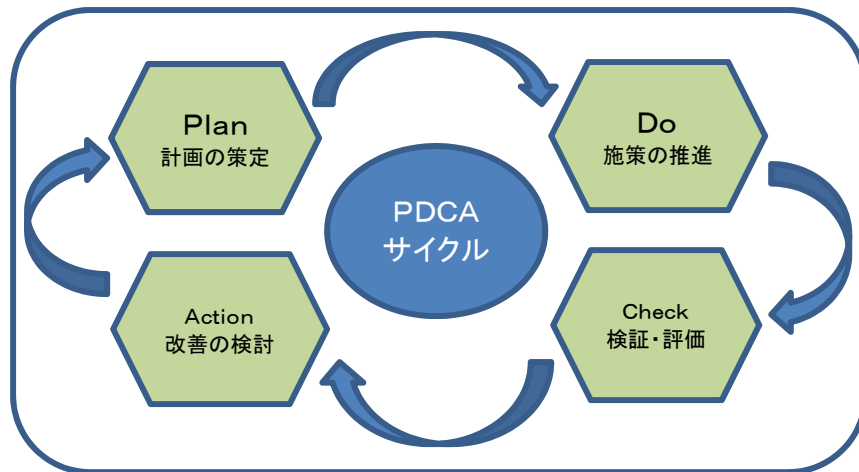 Plan
計画の策定
Do
施策の推進
PDCA
サイクル
Action
改善の検討
Check
検証・評価